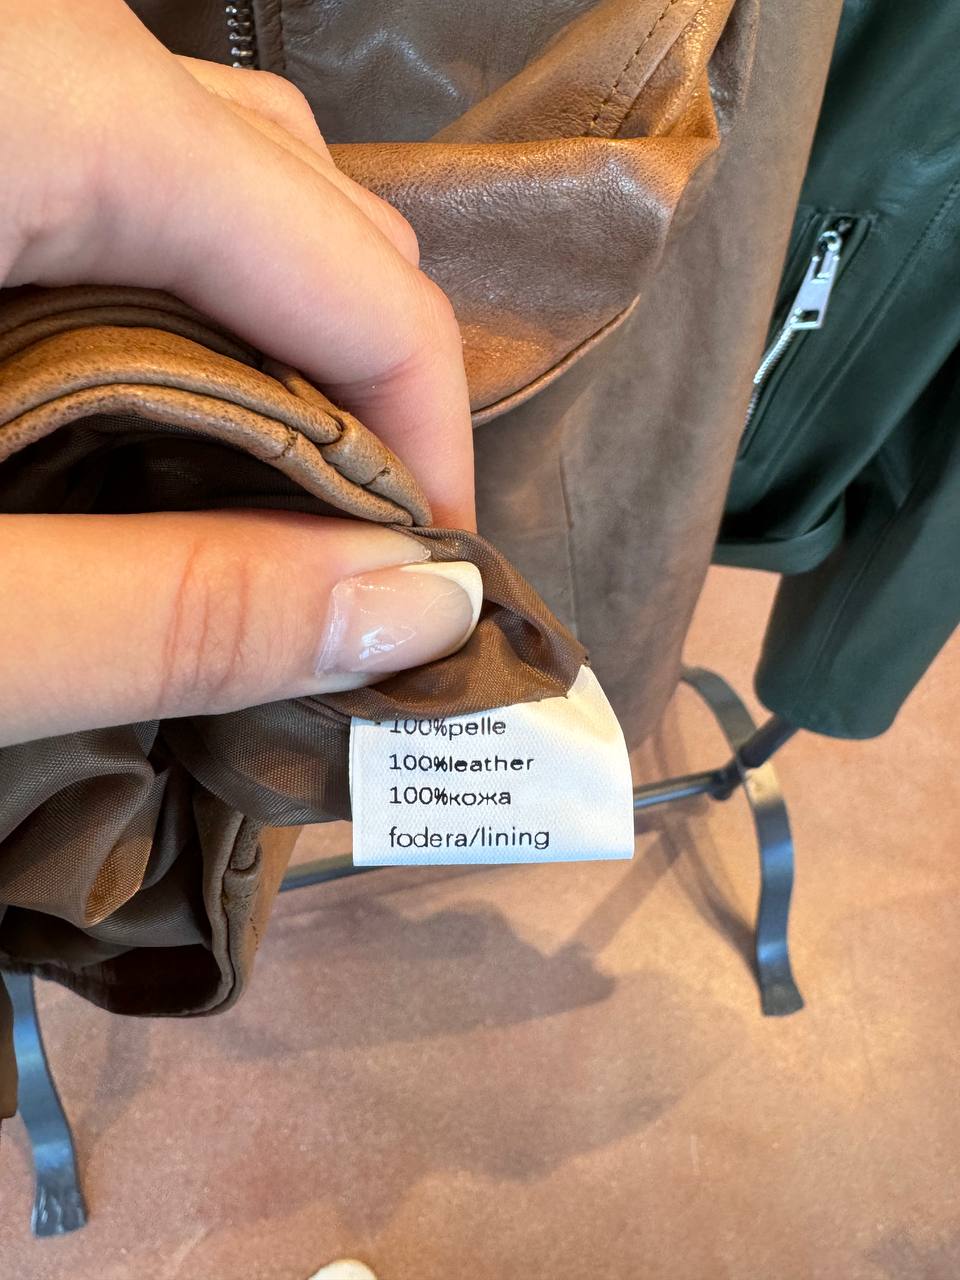 100%pelle
100%leather
100%кожа
fodera/lining